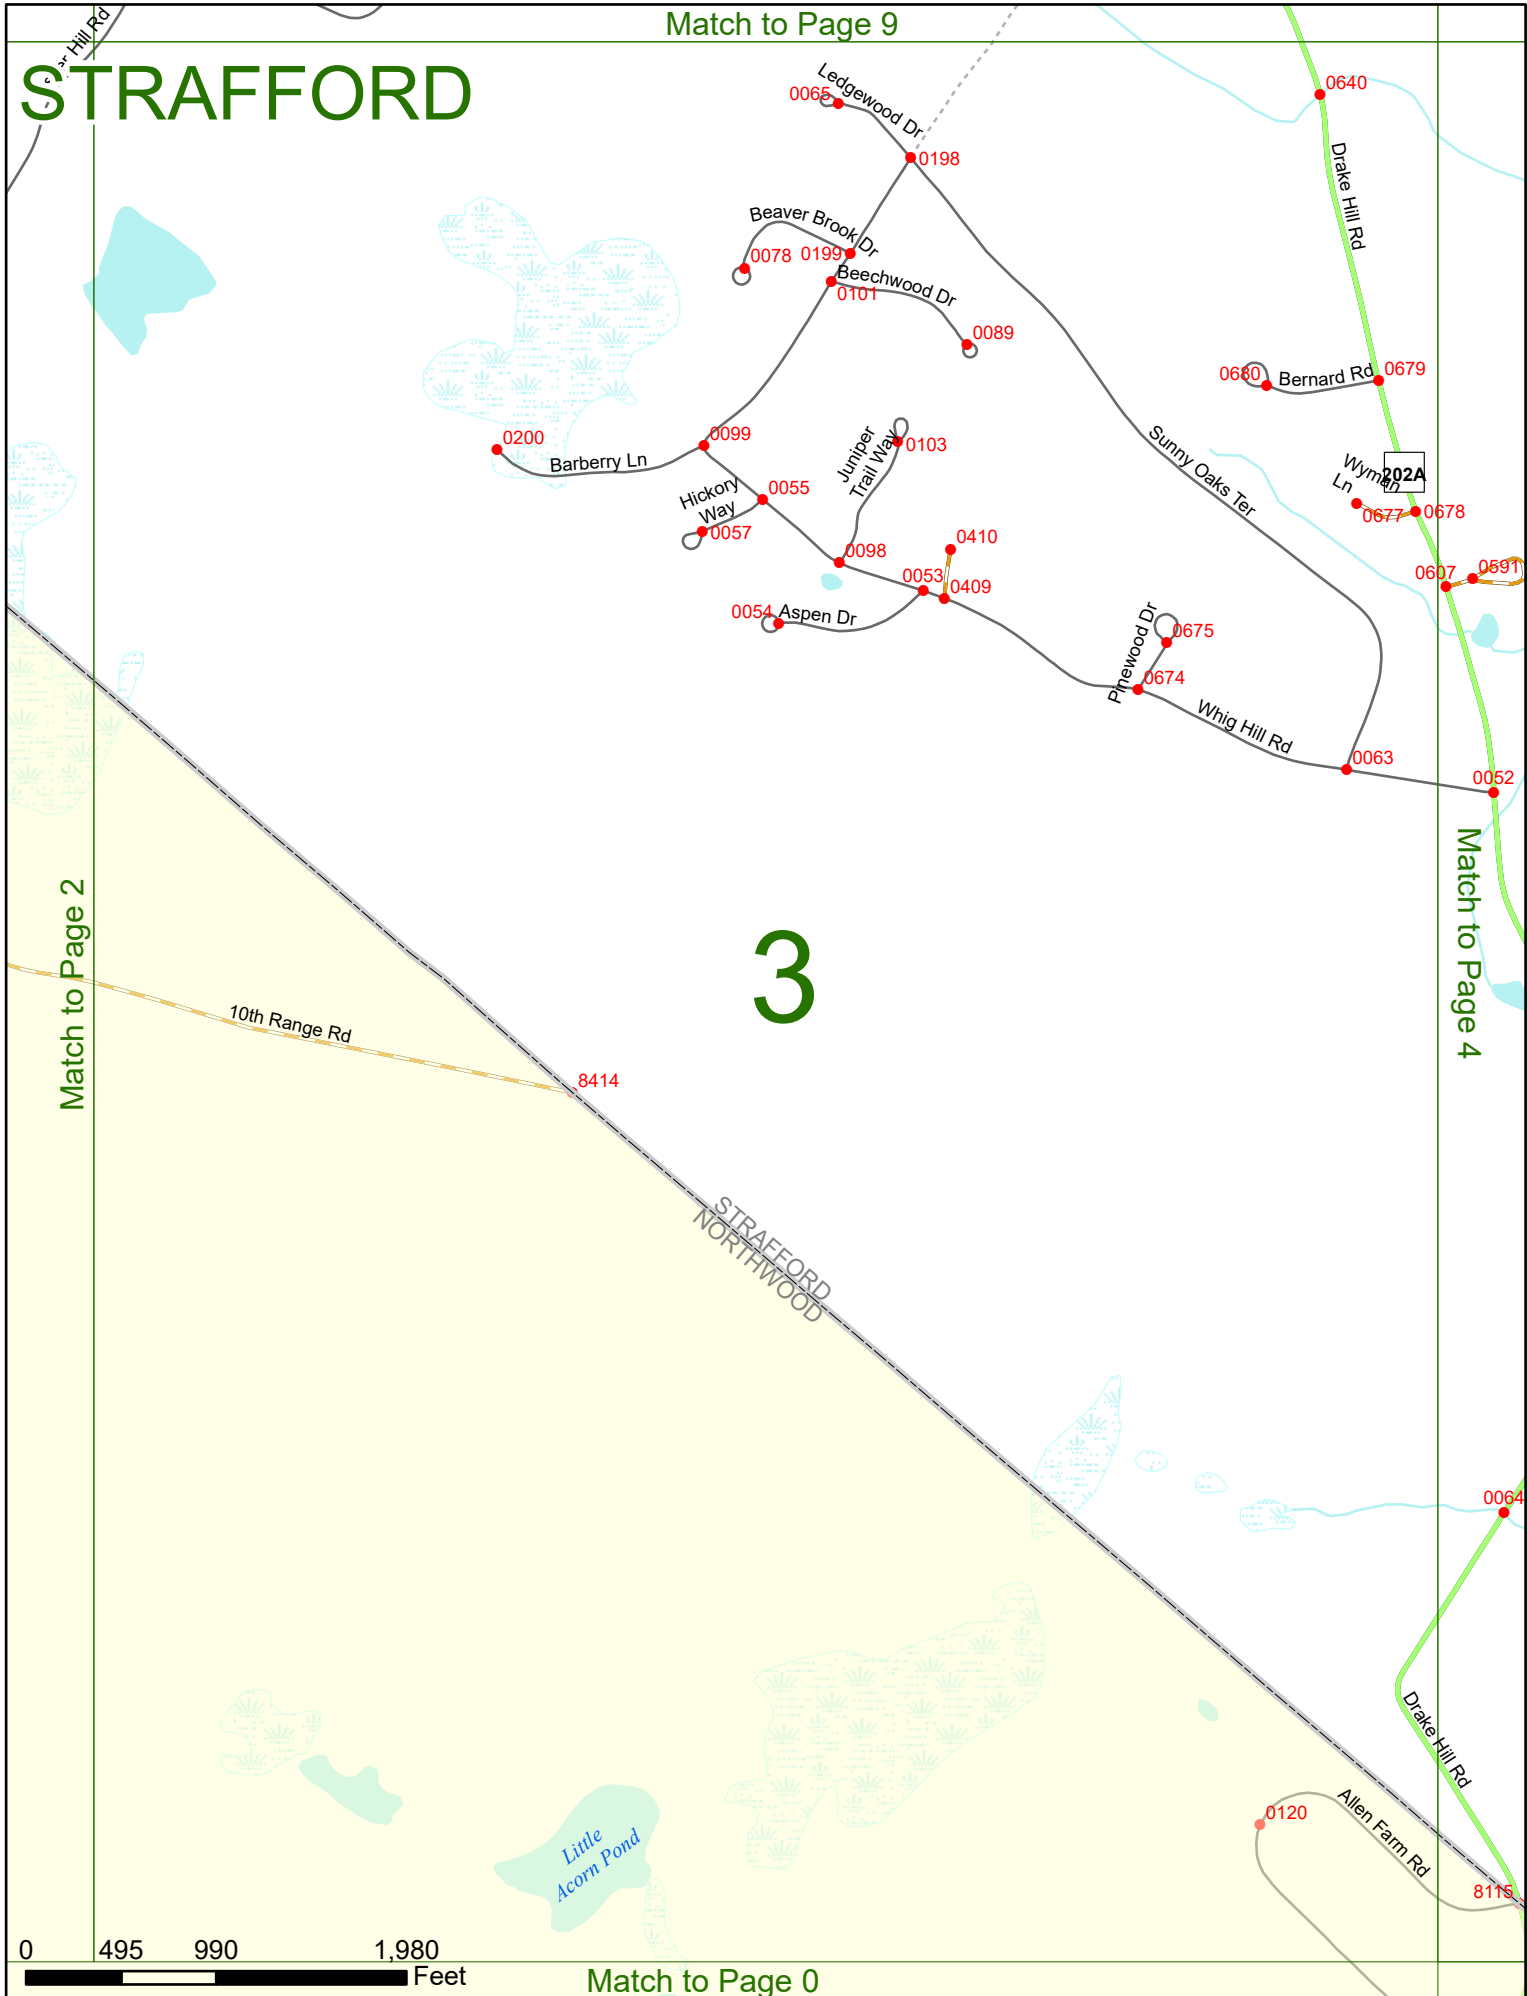 Match to Page 9
STRAFFORD
Hill Rd
Ledgewood Dr
0065
0198
0640
Drake Hill Rd
Beaver Brook Dr
0078
0199
Beechwood Dr
0101
0089
0680
Bernard Rd
0679
0200
Barberry Ln
0099
Juniper
Trail Way
0103
Sunny Oaks Ter
202A
Wyman
Ln
0677
0678
Hickory
Way
0055
0057
0098
0410
0053
0409
0607
0591
0054
Aspen Dr
Pinewood Dr
0675
0674
Whig Hill Rd
0063
0052
Match to Page 2
Match to Page 4
3
10th Range Rd
8414
STRAFFORD
NORTHWOOD
0064
Drake Hill Rd
0120
Allen Farm Rd
8115
Little
Acorn Pond
0 495 990 1,980
Feet
Match to Page 0